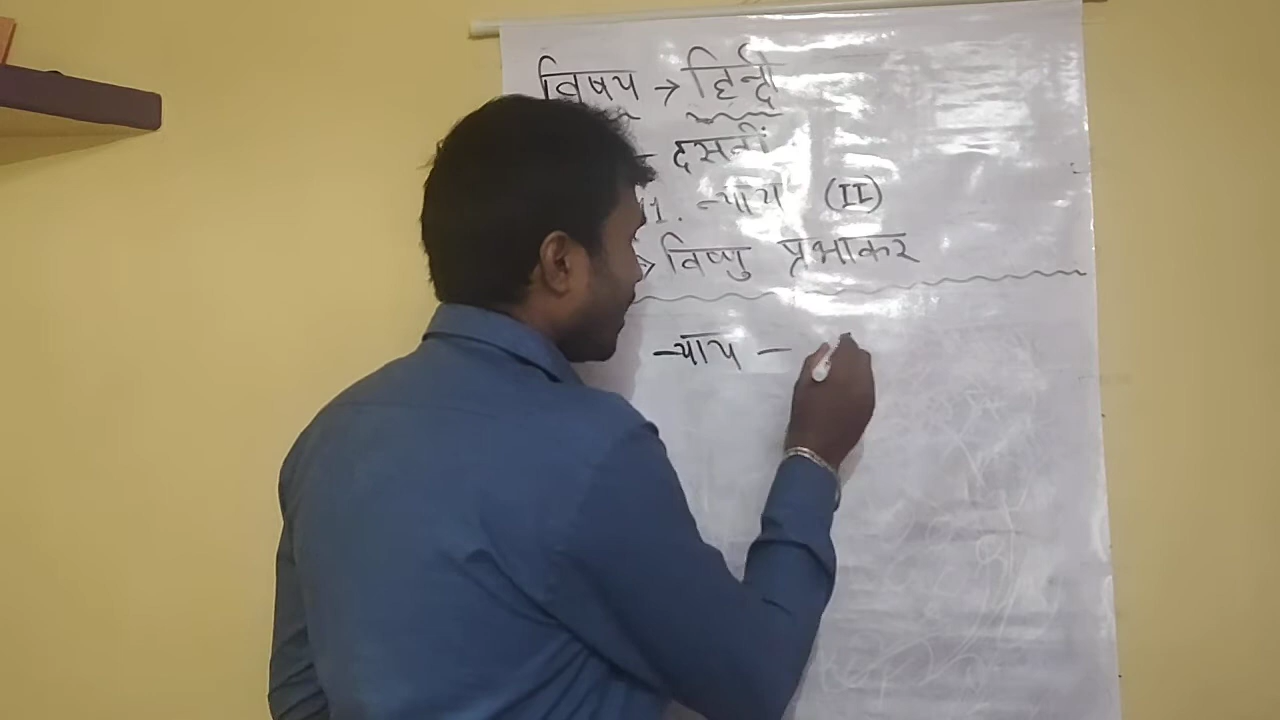 विषय → हिन्दी
दसवीं
11. न्याय (II)
→ विष्णु प्रभाकर
न्याय –